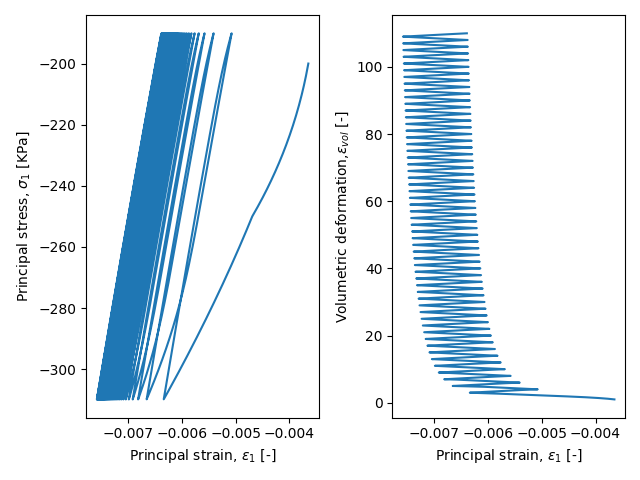 Principal stress, σ1 [KPa]
−200
−220
−240
−260
−280
−300
−0.007 −0.006 −0.005 −0.004
Principal strain, ε1 [-]
Volumetric deformation,εvol [-]
100
80
60
40
20
0
−0.007 −0.006 −0.005 −0.004
Principal strain, ε1 [-]